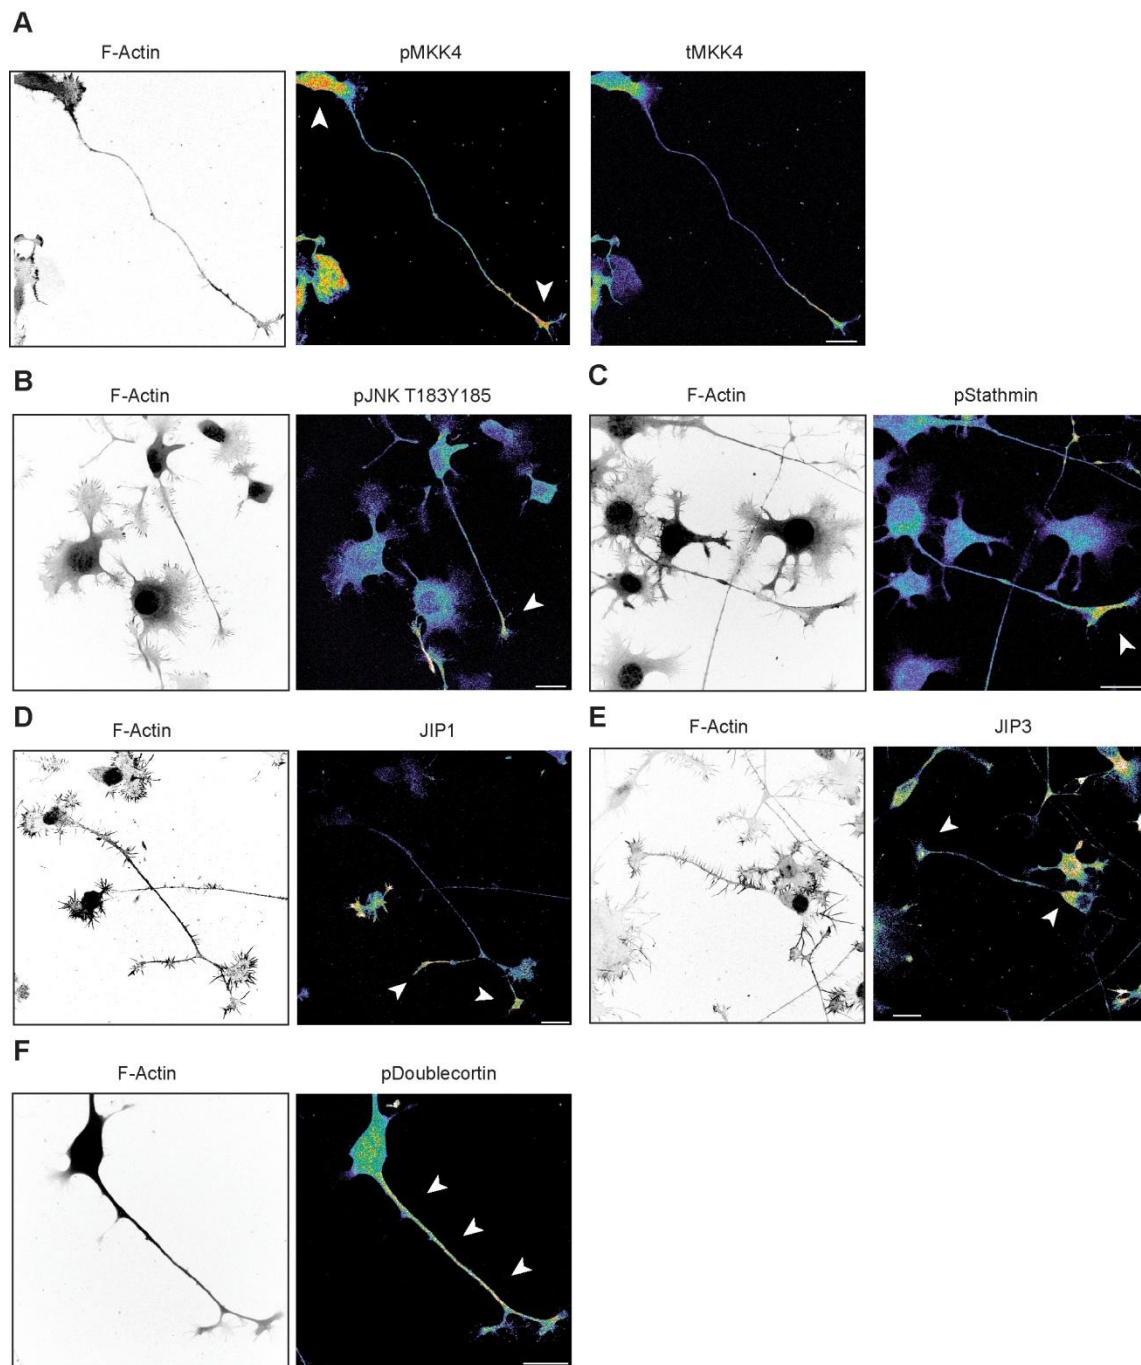 A
F-Actin pMKK4 tMKK4
B
F-Actin pJNK T183Y185
C
F-Actin pStathmin
D
F-Actin JIP1
E
F-Actin JIP3
F
F-Actin pDoublecortin